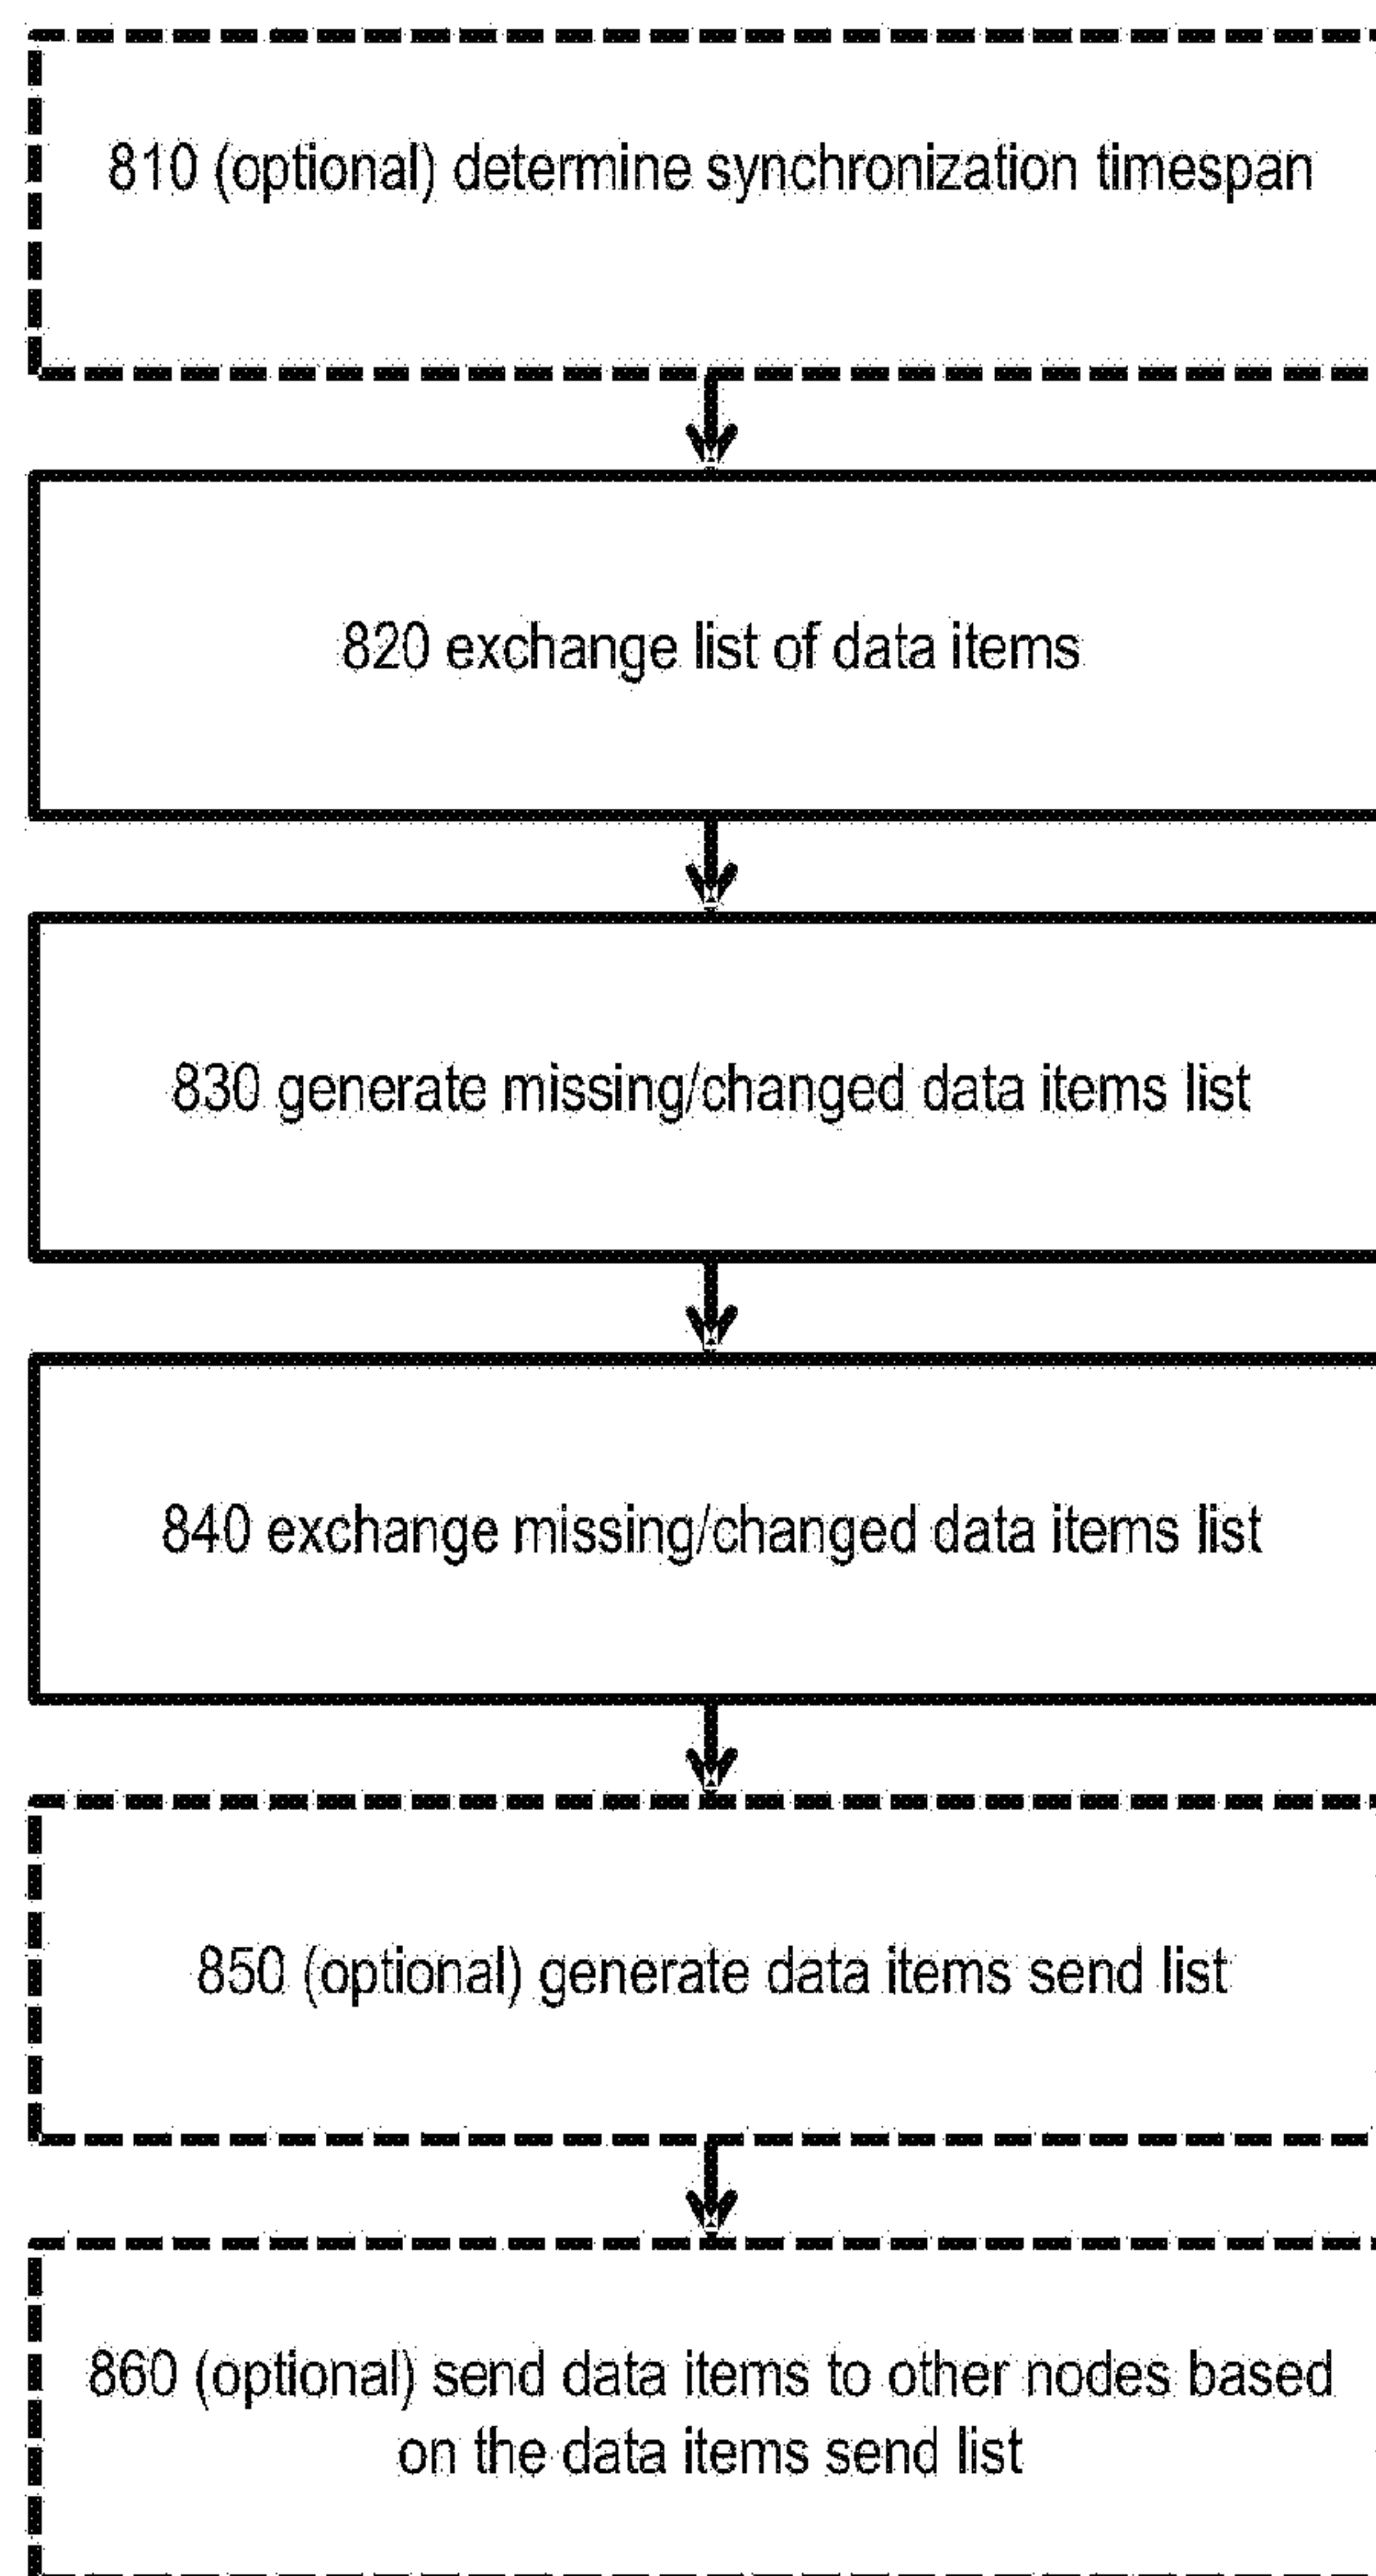 810 (optional) determine synchronization timespan
820 exchange list of data items
830 generate missing/changed data items list
840 exchange missing/changed data items list
850 (optional) generate data items send list
860 (optional) send data items to other nodes based
on the data items send list